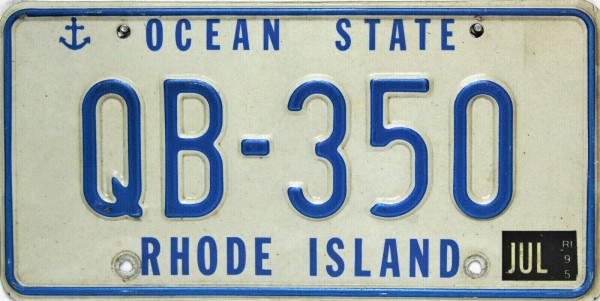 OCEAN STATE
QB-350
RHODE ISLAND
JUL RI 95